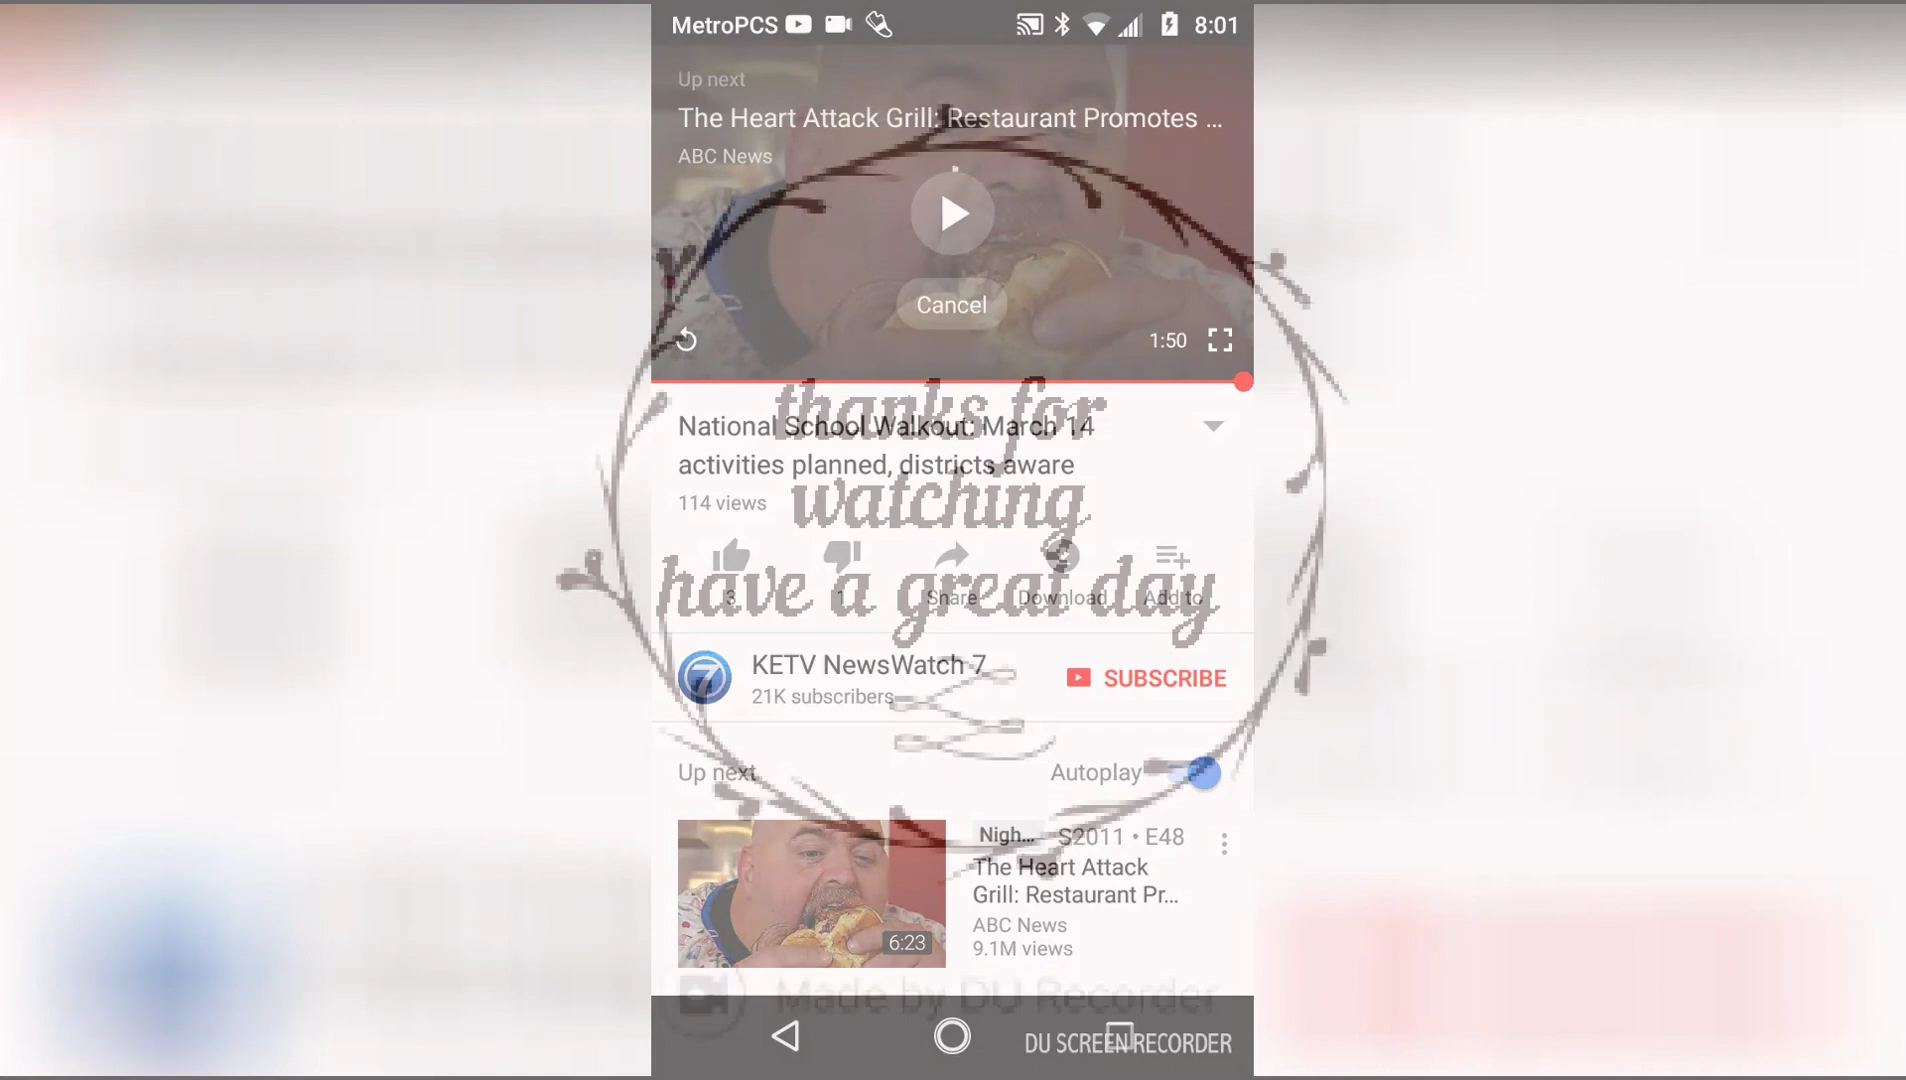 MetroPCS 8:01
Up next
The Heart Attack Grill: Restaurant Promotes ...
ABC News
Cancel
1:50
thanks for
National School Walkout: March 14
activities planned, districts aware
watching
114 views
have a great day
3 1 Share Download Add to
7 KETV NewsWatch 7 SUBSCRIBE
21K subscribers
Up next Autoplay
Nigh... S2011 • E48
The Heart Attack
Grill: Restaurant Pr...
ABC News
6:23 9.1M views
Made by DU Recorder
DU SCREEN RECORDER